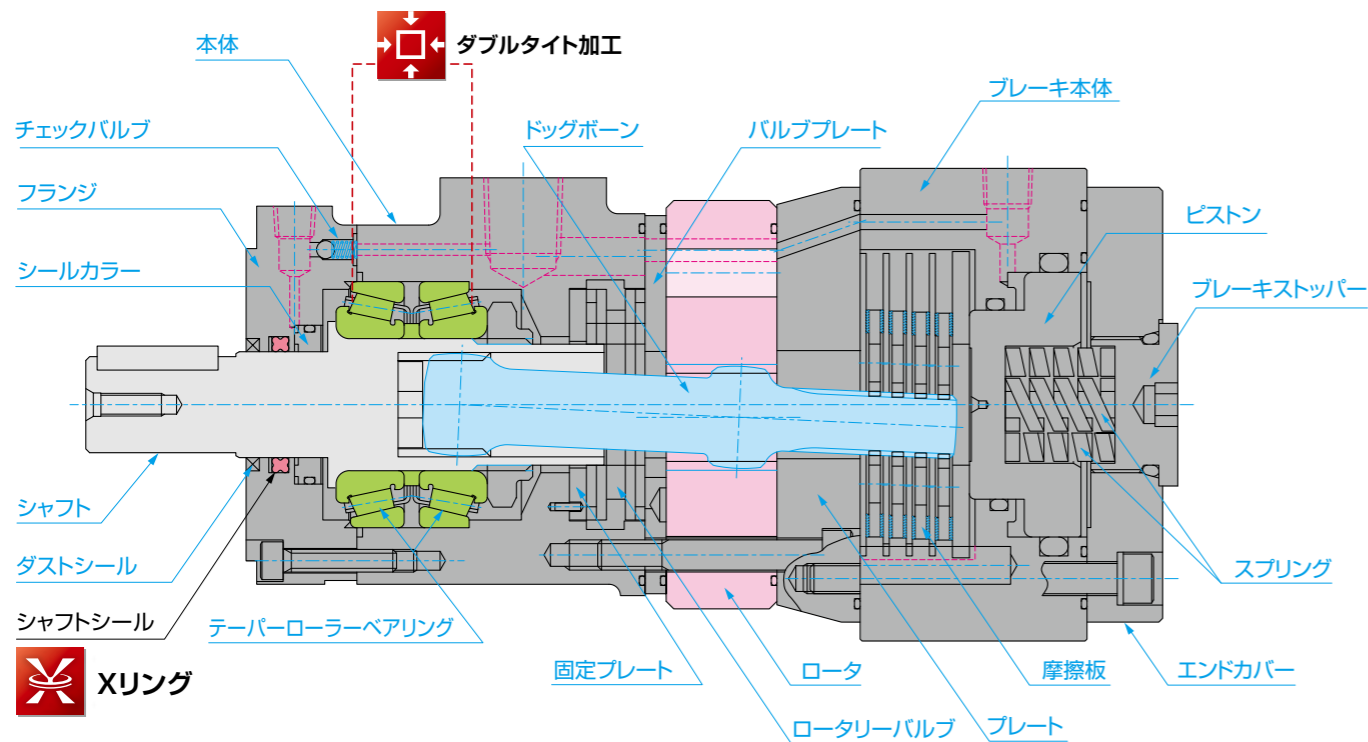 ダブルタイト加工
本体
ブレーキ本体
チェックバルブ
ドッグボーン
バルブプレート
フランジ
ピストン
シールカラー
ブレーキストッパー
シャフト
ダストシール
スプリング
シャフトシール
テーパーローラーベアリング
固定プレート
ロータ
摩擦板
エンドカバー
Xリング
ロータリーバルブ
プレート